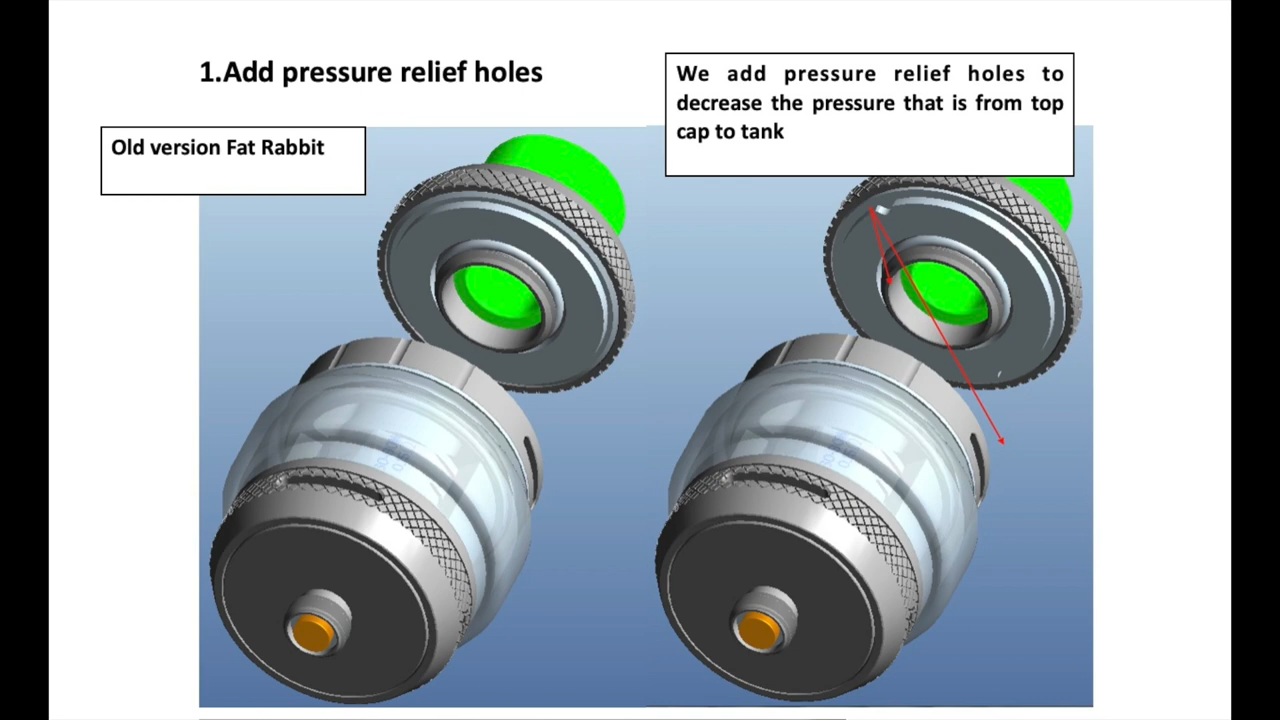 1.Add pressure relief holes
We add pressure relief holes to
decrease the pressure that is from top
cap to tank
Old version Fat Rabbit